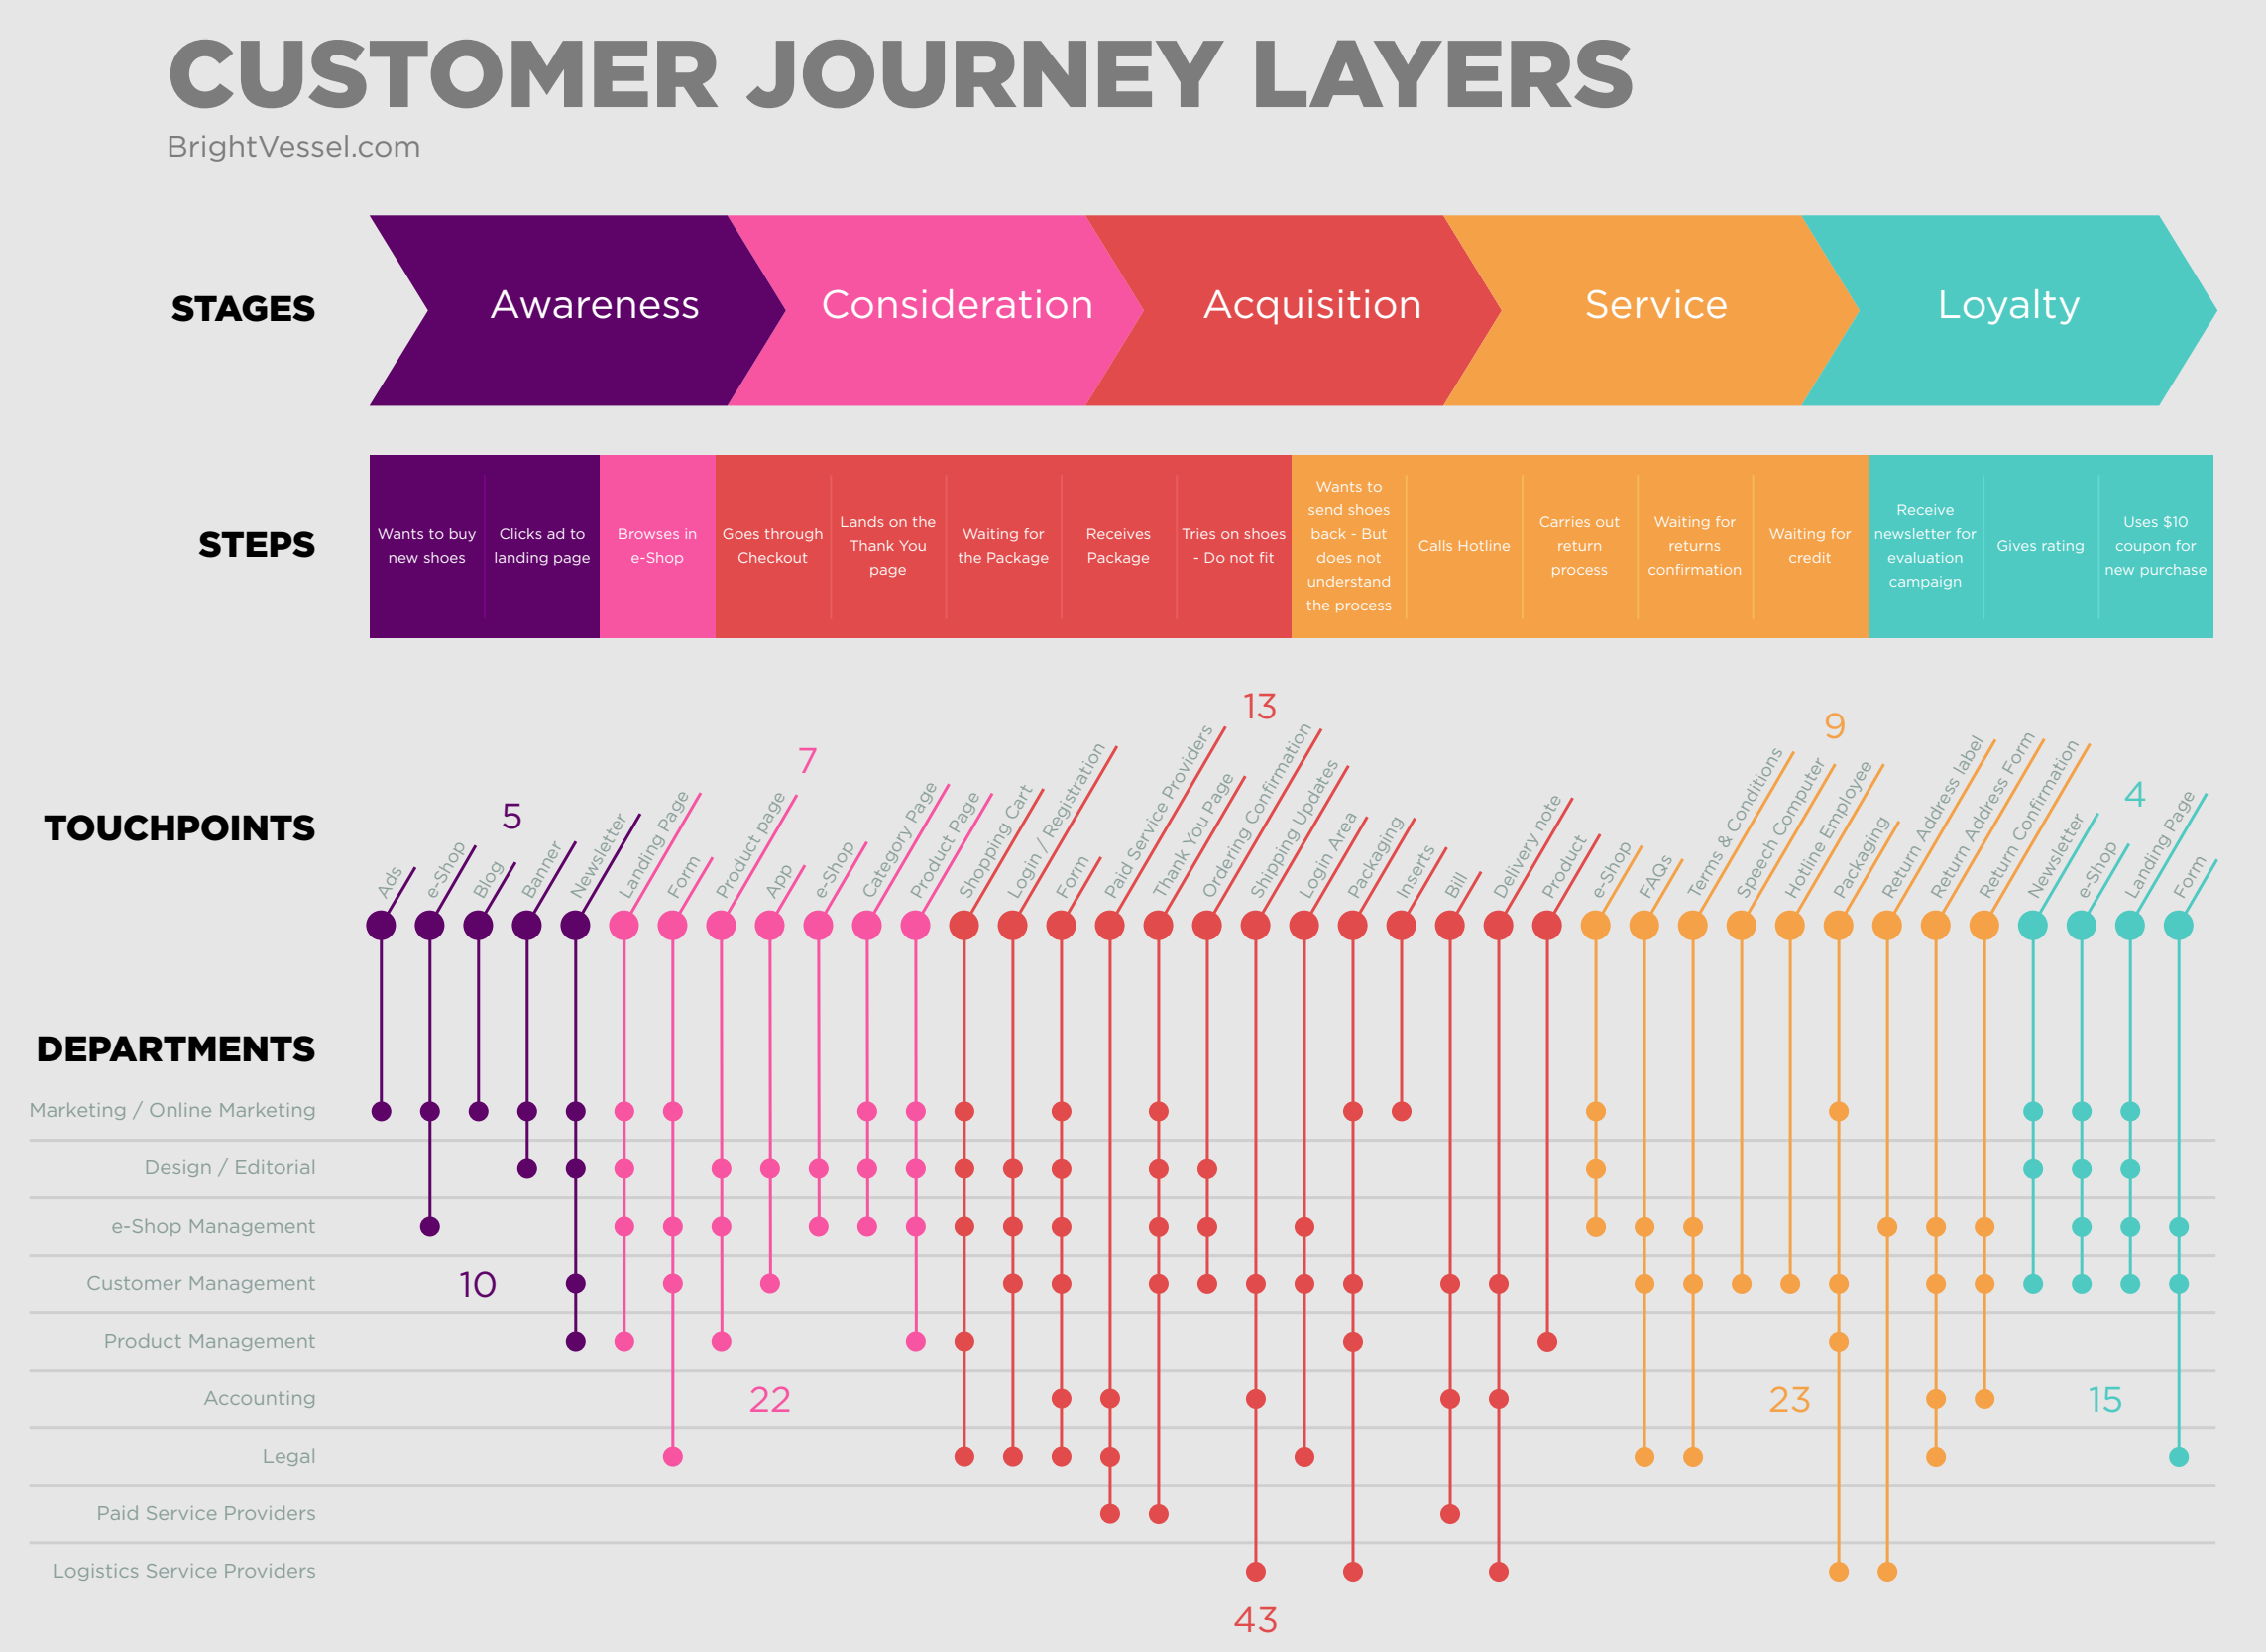 CUSTOMER JOURNEY LAYERS
BrightVessel.com
STAGES
Awareness
Consideration
Acquisition
Service
Loyalty
STEPS
Wants to buy
new shoes
Clicks ad to
landing page
Browses in
e-Shop
Goes through
Checkout
Lands on the
Thank You
page
Waiting for
the Package
Receives
Package
Tries on shoes
- Do not fit
Wants to
send shoes
back - But
does not
understand
the process
Calls Hotline
Carries out
return
process
Waiting for
returns
confirmation
Waiting for
credit
Receive
newsletter for
evaluation
campaign
Gives rating
Uses $10
coupon for
new purchase
TOUCHPOINTS
5
7
13
9
4
Ads
e-Shop
Blog
Banner
Newsletter
Landing Page
Form
Product page
App
e-Shop
Category Page
Product Page
Shopping Cart
Login / Registration
Form
Paid Service Providers
Thank You Page
Ordering Confirmation
Shipping Updates
Login Area
Packaging
Inserts
Bill
Delivery note
Product
e-Shop
FAQs
Terms & Conditions
Speech Computer
Hotline Employee
Packaging
Return Address label
Return Address Form
Return Confirmation
Newsletter
e-Shop
Landing Page
Form
DEPARTMENTS
Marketing / Online Marketing
Design / Editorial
e-Shop Management
Customer Management
10
Product Management
Accounting
22
23
15
Legal
Paid Service Providers
Logistics Service Providers
43